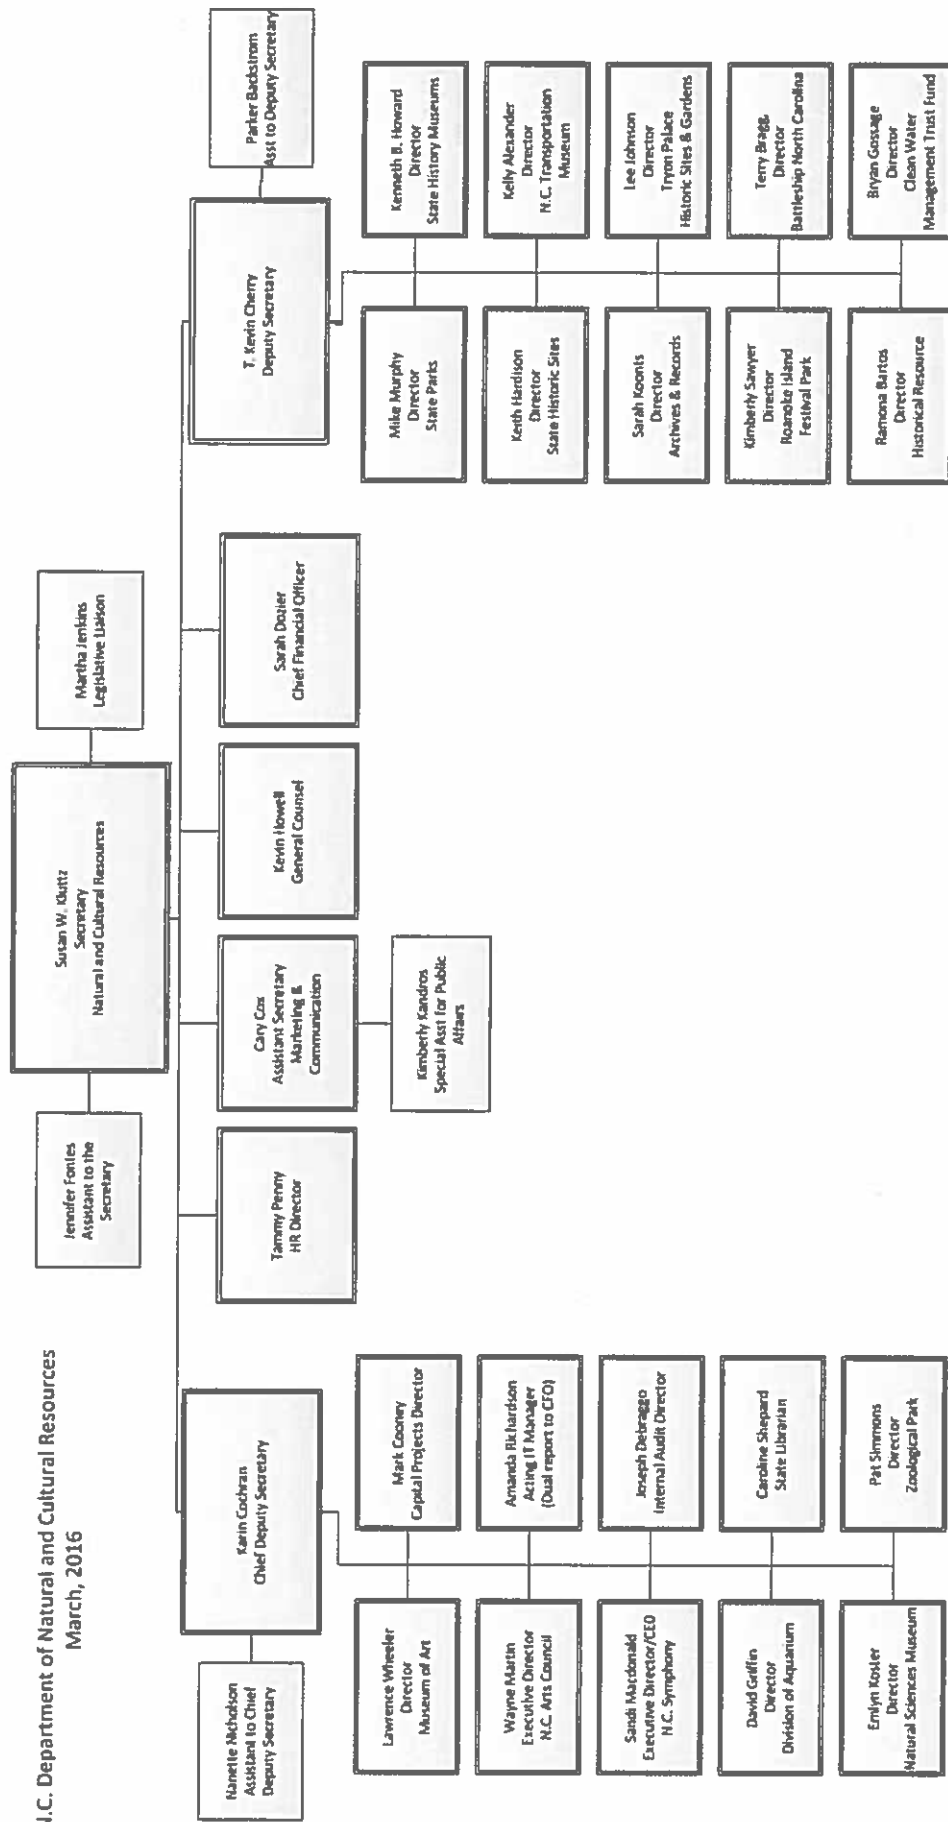 N.C. Department of Natural and Cultural Resources
March, 2016
Jennifer Fontes
Assistant to the
Secretary
Susan W. Kluttz
Secretary
Natural and Cultural Resources
Martha Jenkins
Legislative Liaison
Nanette Nicholson
Assistant to Chief
Deputy Secretary
Karin Cochran
Chief Deputy Secretary
Tammy Penny
HR Director
Cary Cox
Assistant Secretary
Marketing &
Communication
Kevin Howell
General Counsel
Sarah Dozier
Chief Financial Officer
T. Kevin Cherry
Deputy Secretary
Parker Backstrom
Asst to Deputy Secretary
Kimberly Kandros
Special Asst for Public
Affairs
Lawrence Wheeler
Director
Museum of Art
Mark Cooney
Capital Projects Director
Wayne Martin
Executive Director
N.C. Arts Council
Amanda Richardson
Acting IT Manager
(Dual report to CFO)
Sandi Macdonald
Executive Director/CEO
N.C. Symphony
Joseph Debraggo
Internal Audit Director
David Griffin
Director
Division of Aquarium
Caroline Shepard
State Librarian
Emlyn Koster
Director
Natural Sciences Museum
Pat Simmons
Director
Zoological Park
Mike Murphy
Director
State Parks
Kenneth B. Howard
Director
State History Museums
Keith Hardison
Director
State Historic Sites
Kelly Alexander
Director
N.C. Transportation
Museum
Sarah Koonts
Director
Archives & Records
Lee Johnson
Director
Tryon Palace
Historic Sites & Gardens
Kimberly Sawyer
Director
Roanoke Island
Festival Park
Terry Bragg,
Director
Battleship North Carolina
Ramona Bartos
Director
Historical Resource
Bryan Gossage
Director
Clean Water
Management Trust Fund